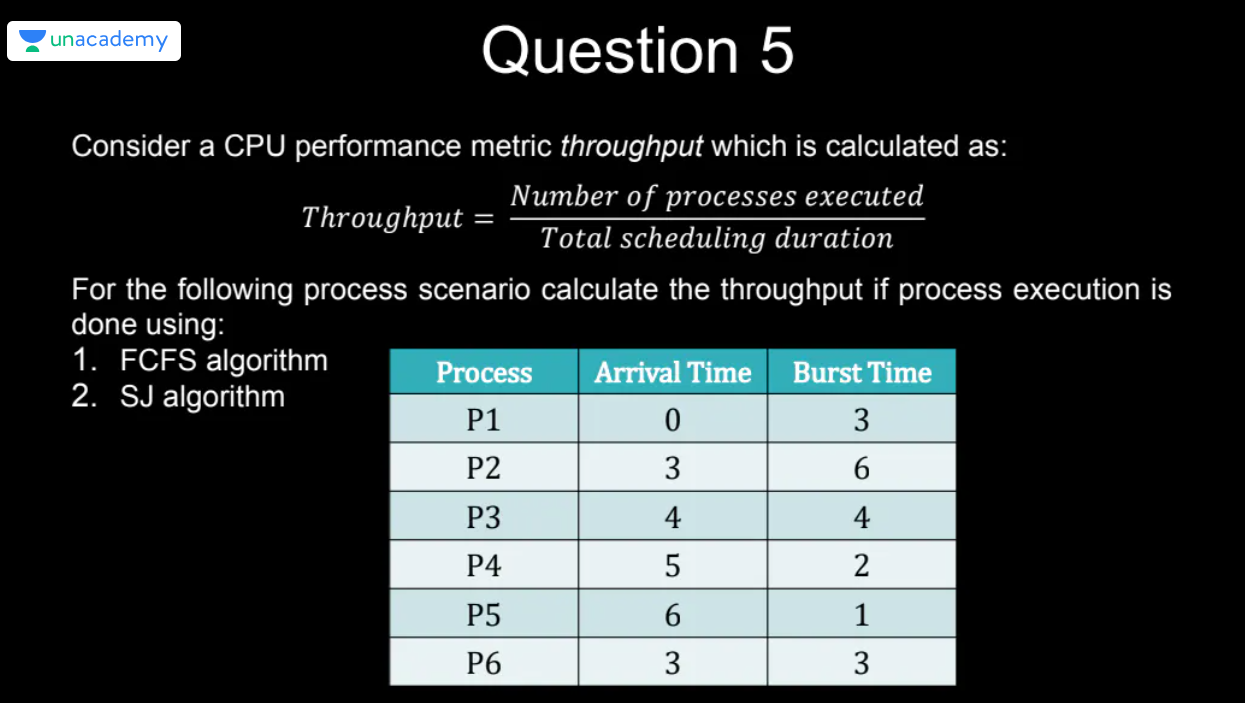 unacademy
Question 5
Consider a CPU performance metric throughput which is calculated as:
Throughput = Number of processes executed / Total scheduling duration
For the following process scenario calculate the throughput if process execution is
done using:
1. FCFS algorithm
2. SJ algorithm
Process Arrival Time Burst Time
P1 0 3
P2 3 6
P3 4 4
P4 5 2
P5 6 1
P6 3 3